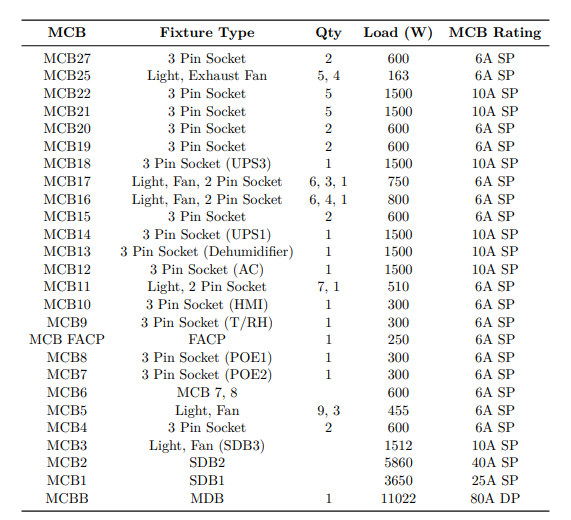 MCB Fixture Type Qty Load (W) MCB Rating
MCB27 3 Pin Socket 2 600 6A SP
MCB25 Light, Exhaust Fan 5, 4 163 6A SP
MCB22 3 Pin Socket 5 1500 10A SP
MCB21 3 Pin Socket 5 1500 10A SP
MCB20 3 Pin Socket 2 600 6A SP
MCB19 3 Pin Socket 2 600 6A SP
MCB18 3 Pin Socket (UPS3) 1 1500 10A SP
MCB17 Light, Fan, 2 Pin Socket 6, 3, 1 750 6A SP
MCB16 Light, Fan, 2 Pin Socket 6, 4, 1 800 6A SP
MCB15 3 Pin Socket 2 600 6A SP
MCB14 3 Pin Socket (UPS1) 1 1500 10A SP
MCB13 3 Pin Socket (Dehumidifier) 1 1500 10A SP
MCB12 3 Pin Socket (AC) 1 1500 10A SP
MCB11 Light, 2 Pin Socket 7, 1 510 6A SP
MCB10 3 Pin Socket (HMI) 1 300 6A SP
MCB9 3 Pin Socket (T/RH) 1 300 6A SP
MCB FACP FACP 1 250 6A SP
MCB8 3 Pin Socket (POE1) 1 300 6A SP
MCB7 3 Pin Socket (POE2) 1 300 6A SP
MCB6 MCB 7, 8 600 6A SP
MCB5 Light, Fan 9, 3 455 6A SP
MCB4 3 Pin Socket 2 600 6A SP
MCB3 Light, Fan (SDB3) 1512 10A SP
MCB2 SDB2 5860 40A SP
MCB1 SDB1 3650 25A SP
MCBB MDB 1 11022 80A DP